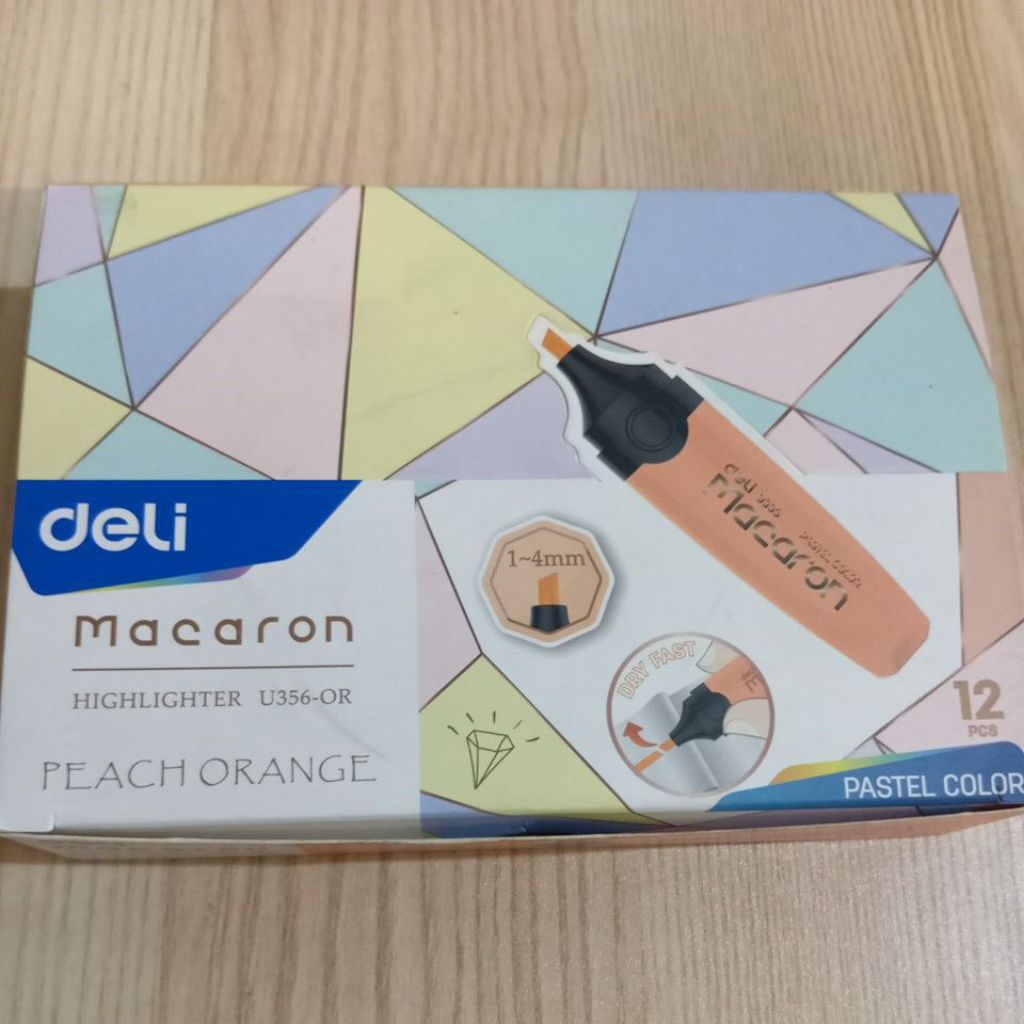 deli
Macaron
HIGHLIGHTER U356-OR
PEACH ORANGE
1~4mm
deli
Macaron
PASTEL COLOR
DRY FAST
12
PCS
PASTEL COLOR